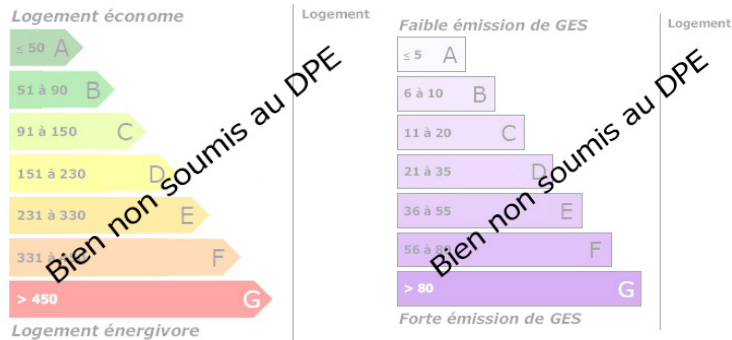 Logement économe
Logement
≤ 50 A
51 à 90 B
91 à 150 C
151 à 230 D
231 à 330 E
331 à F
> 450 G
Logement énergivore
Bien non soumis au DPE
Faible émission de GES
Logement
≤ 5 A
6 à 10 B
11 à 20 C
21 à 35 D
36 à 55 E
56 à 80 F
> 80 G
Forte émission de GES
Bien non soumis au DPE